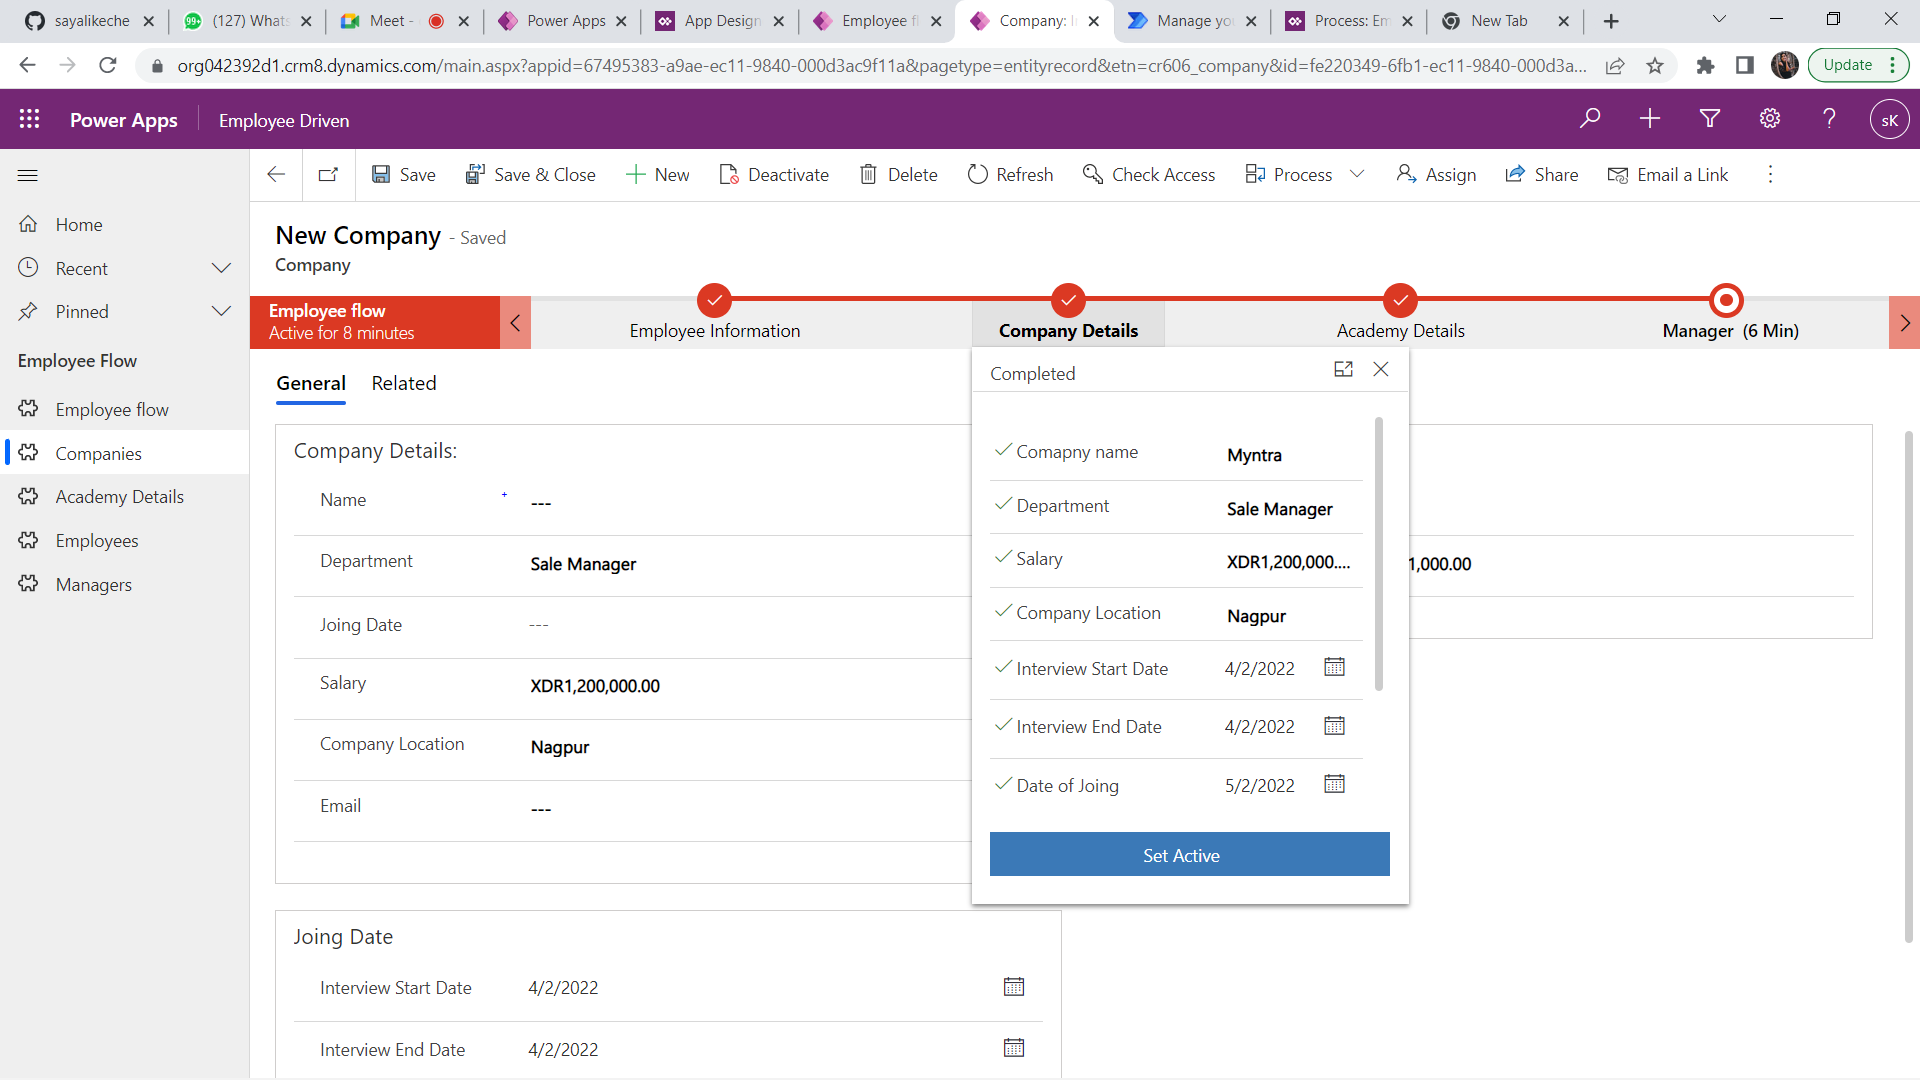 sayalikeche
99+
(127) Whats
Meet -
Power Apps
App Design
Employee fl
Company: I
Manage you
Process: Em
New Tab
org042392d1.crm8.dynamics.com/main.aspx?appid=67495383-a9ae-ec11-9840-000d3ac9f11a&pagetype=entityrecord&etn=cr606_company&id=fe220349-6fb1-ec11-9840-000d3a...
Update
Power Apps
Employee Driven
sK
Save
Save & Close
New
Deactivate
Delete
Refresh
Check Access
Process
Assign
Share
Email a Link
Home
Recent
Pinned
Employee Flow
Employee flow
Companies
Academy Details
Employees
Managers
New Company - Saved
Company
Employee flow
Active for 8 minutes
Employee Information
Company Details
Academy Details
Manager (6 Min)
General
Related
Company Details:
Name + ---
Department Sale Manager
Joing Date ---
Salary XDR1,200,000.00
Company Location Nagpur
Email ---
1,000.00
Completed
Comapny name Myntra
Department Sale Manager
Salary XDR1,200,000....
Company Location Nagpur
Interview Start Date 4/2/2022
Interview End Date 4/2/2022
Date of Joing 5/2/2022
Set Active
Joing Date
Interview Start Date 4/2/2022
Interview End Date 4/2/2022